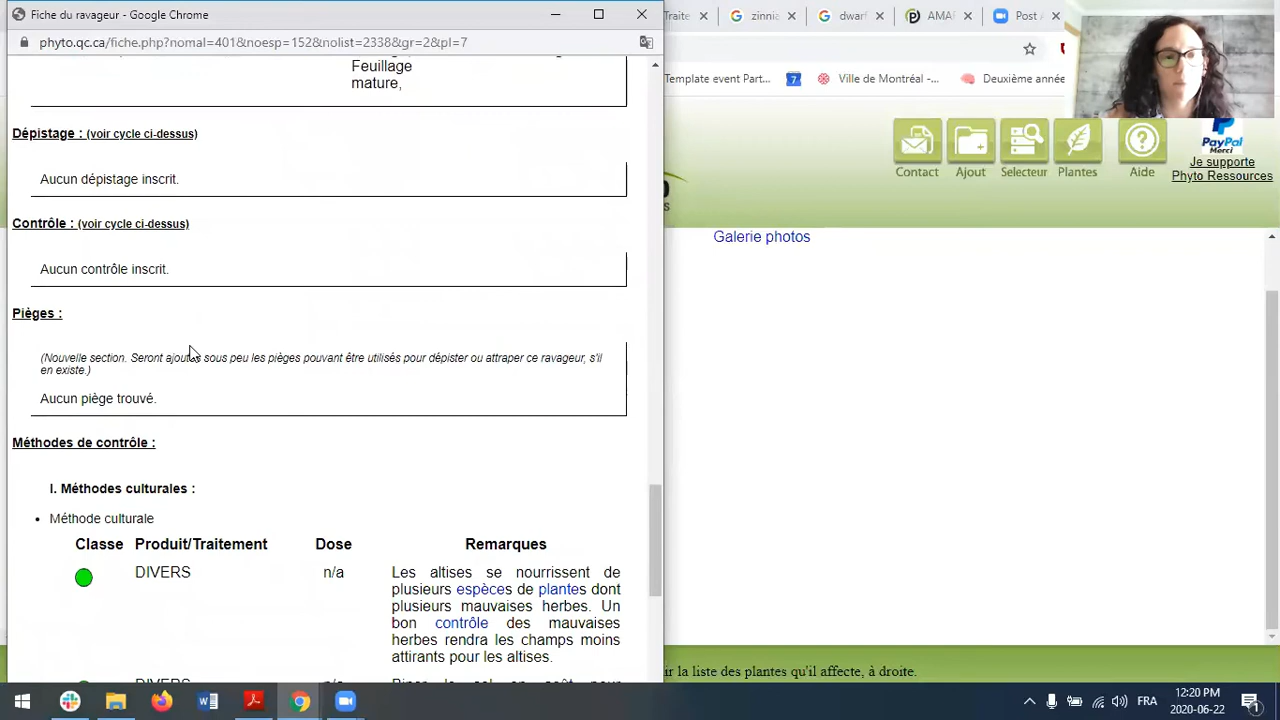 Fiche du ravageur - Google Chrome
phyto.qc.ca/fiche.php?nomal=401&noesp=152&nolist=2338&gr=2&pl=7
Feuillage
mature,
Dépistage : (voir cycle ci-dessus)
Aucun dépistage inscrit.
Contrôle : (voir cycle ci-dessus)
Aucun contrôle inscrit.
Pièges :
(Nouvelle section. Seront ajoutés sous peu les pièges pouvant être utilisés pour dépister ou attraper ce ravageur, s'il
en existe.)
Aucun piège trouvé.
Méthodes de contrôle :
I. Méthodes culturales :
• Méthode culturale
Classe Produit/Traitement Dose Remarques
DIVERS n/a Les altises se nourrissent de
plusieurs espèces de plantes dont
plusieurs mauvaises herbes. Un
bon contrôle des mauvaises
herbes rendra les champs moins
attirants pour les altises.
Traite
zinnie
dwarf
AMAF
Post A
Template event Part...
7
Ville de Montréal -...
Deuxième année
Contact
Ajout
Selecteur
Plantes
Aide
PayPal
Merci
Je supporte
Phyto Ressources
Galerie photos
ir la liste des plantes qu'il affecte, à droite.
FRA
12:20 PM
2020-06-22
1